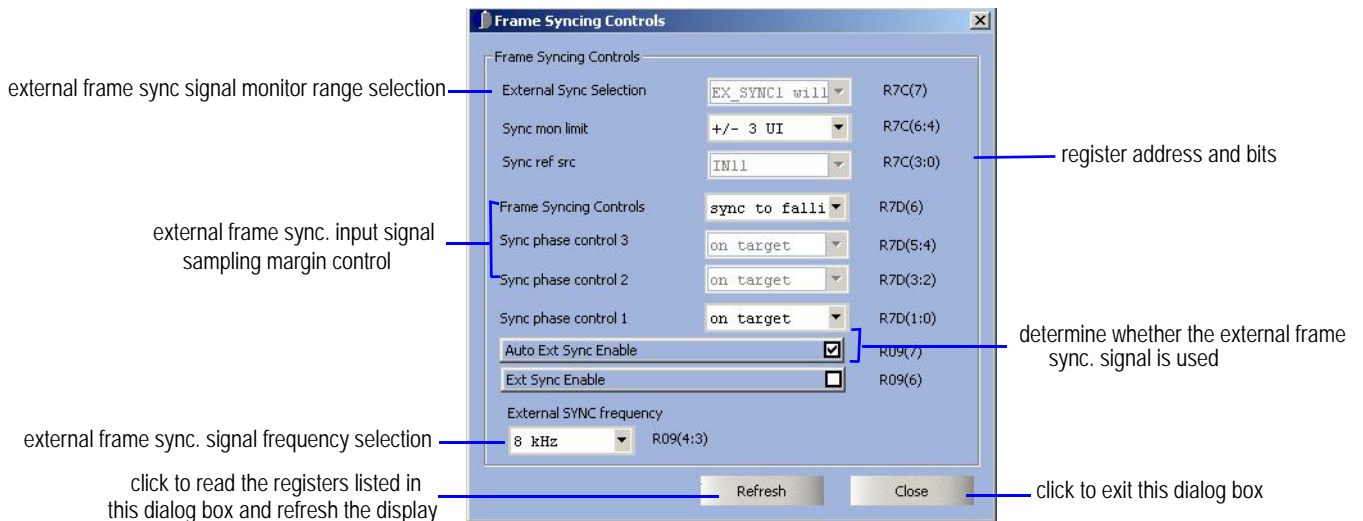 Frame Syncing Controls
Frame Syncing Controls
external frame sync signal monitor range selection
External Sync Selection
EX_SYNC1 will
R7C(7)
Sync mon limit
+/- 3 UI
R7C(6:4)
Sync ref src
IN11
R7C(3:0)
register address and bits
Frame Syncing Controls
sync to falli
R7D(6)
external frame sync. input signal
sampling margin control
Sync phase control 3
on target
R7D(5:4)
Sync phase control 2
on target
R7D(3:2)
Sync phase control 1
on target
R7D(1:0)
determine whether the external frame
sync. signal is used
Auto Ext Sync Enable
R09(7)
Ext Sync Enable
R09(6)
External SYNC frequency
external frame sync. signal frequency selection
8 kHz
R09(4:3)
click to read the registers listed in
this dialog box and refresh the display
Refresh
Close
click to exit this dialog box